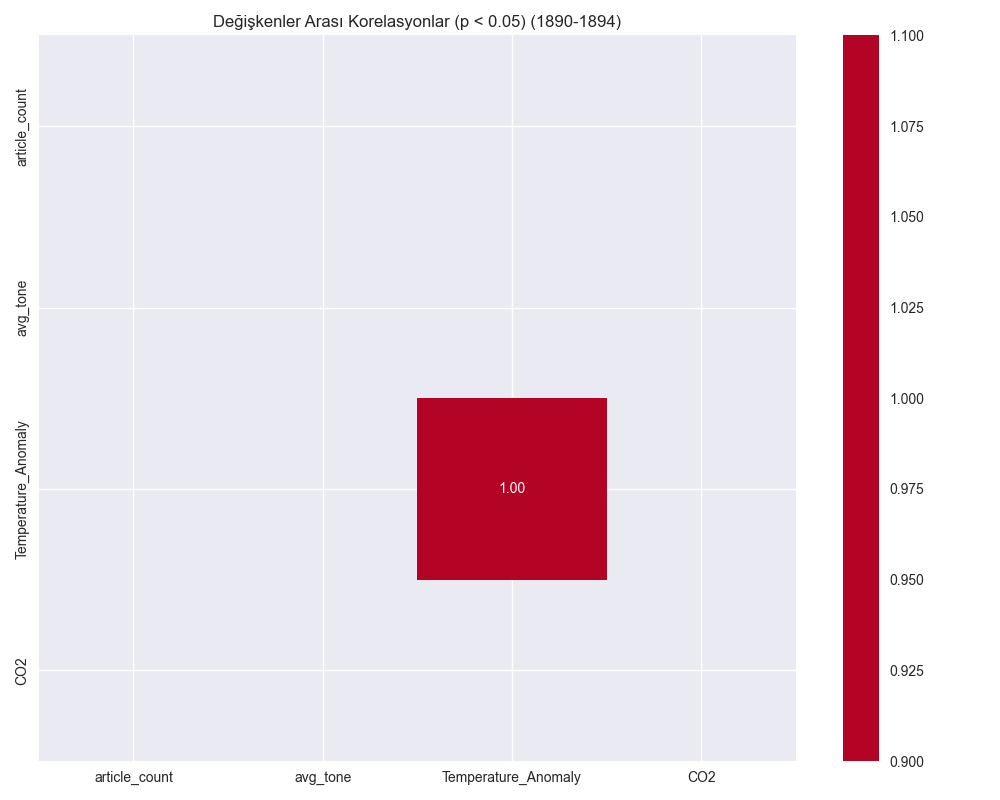 Değişkenler Arası Korelasyonlar (p < 0.05) (1890-1894)
article_count
avg_tone
Temperature_Anomaly
CO2
1.00
article_count
avg_tone
Temperature_Anomaly
CO2
1.100
1.075
1.050
1.025
1.000
0.975
0.950
0.925
0.900